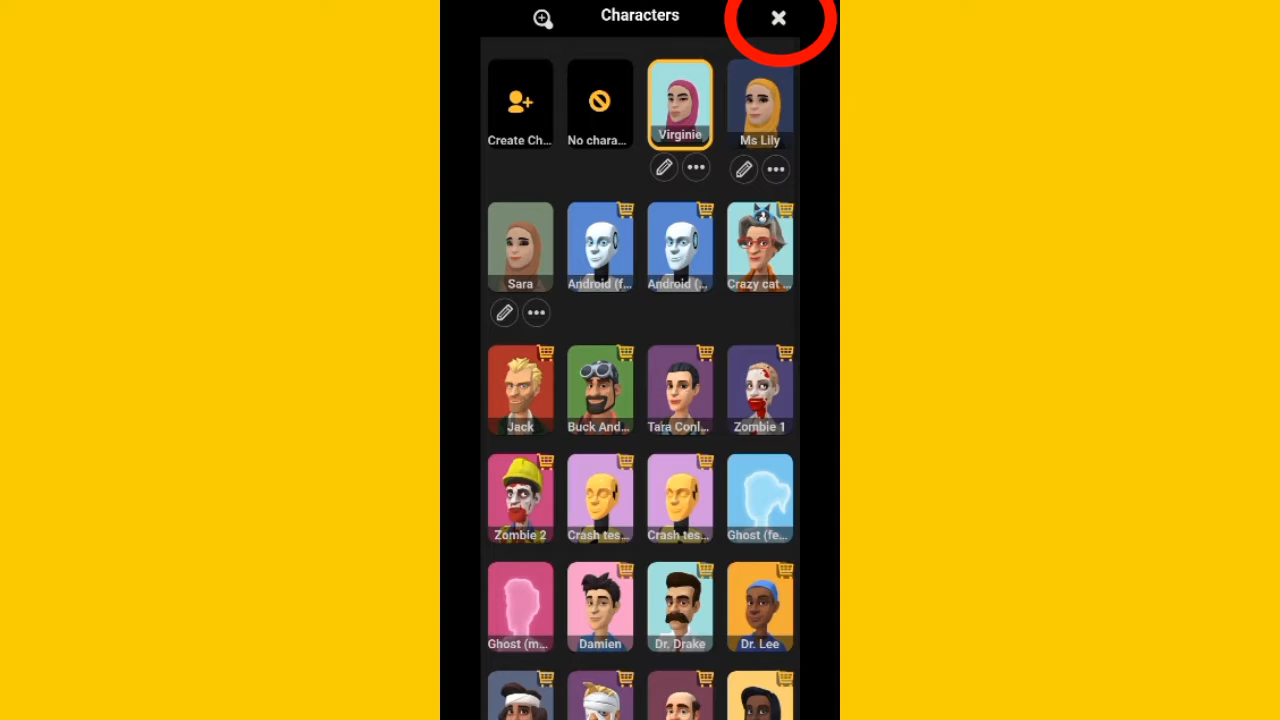 Characters
Create Ch...
No chara...
Virginie
Ms Lily
Sara
Android (f...
Android (...
Crazy cat ...
Jack
Buck And...
Tara Conl...
Zombie 1
Zombie 2
Crash tes...
Crash tes...
Ghost (fe...
Ghost (m...
Damien
Dr. Drake
Dr. Lee